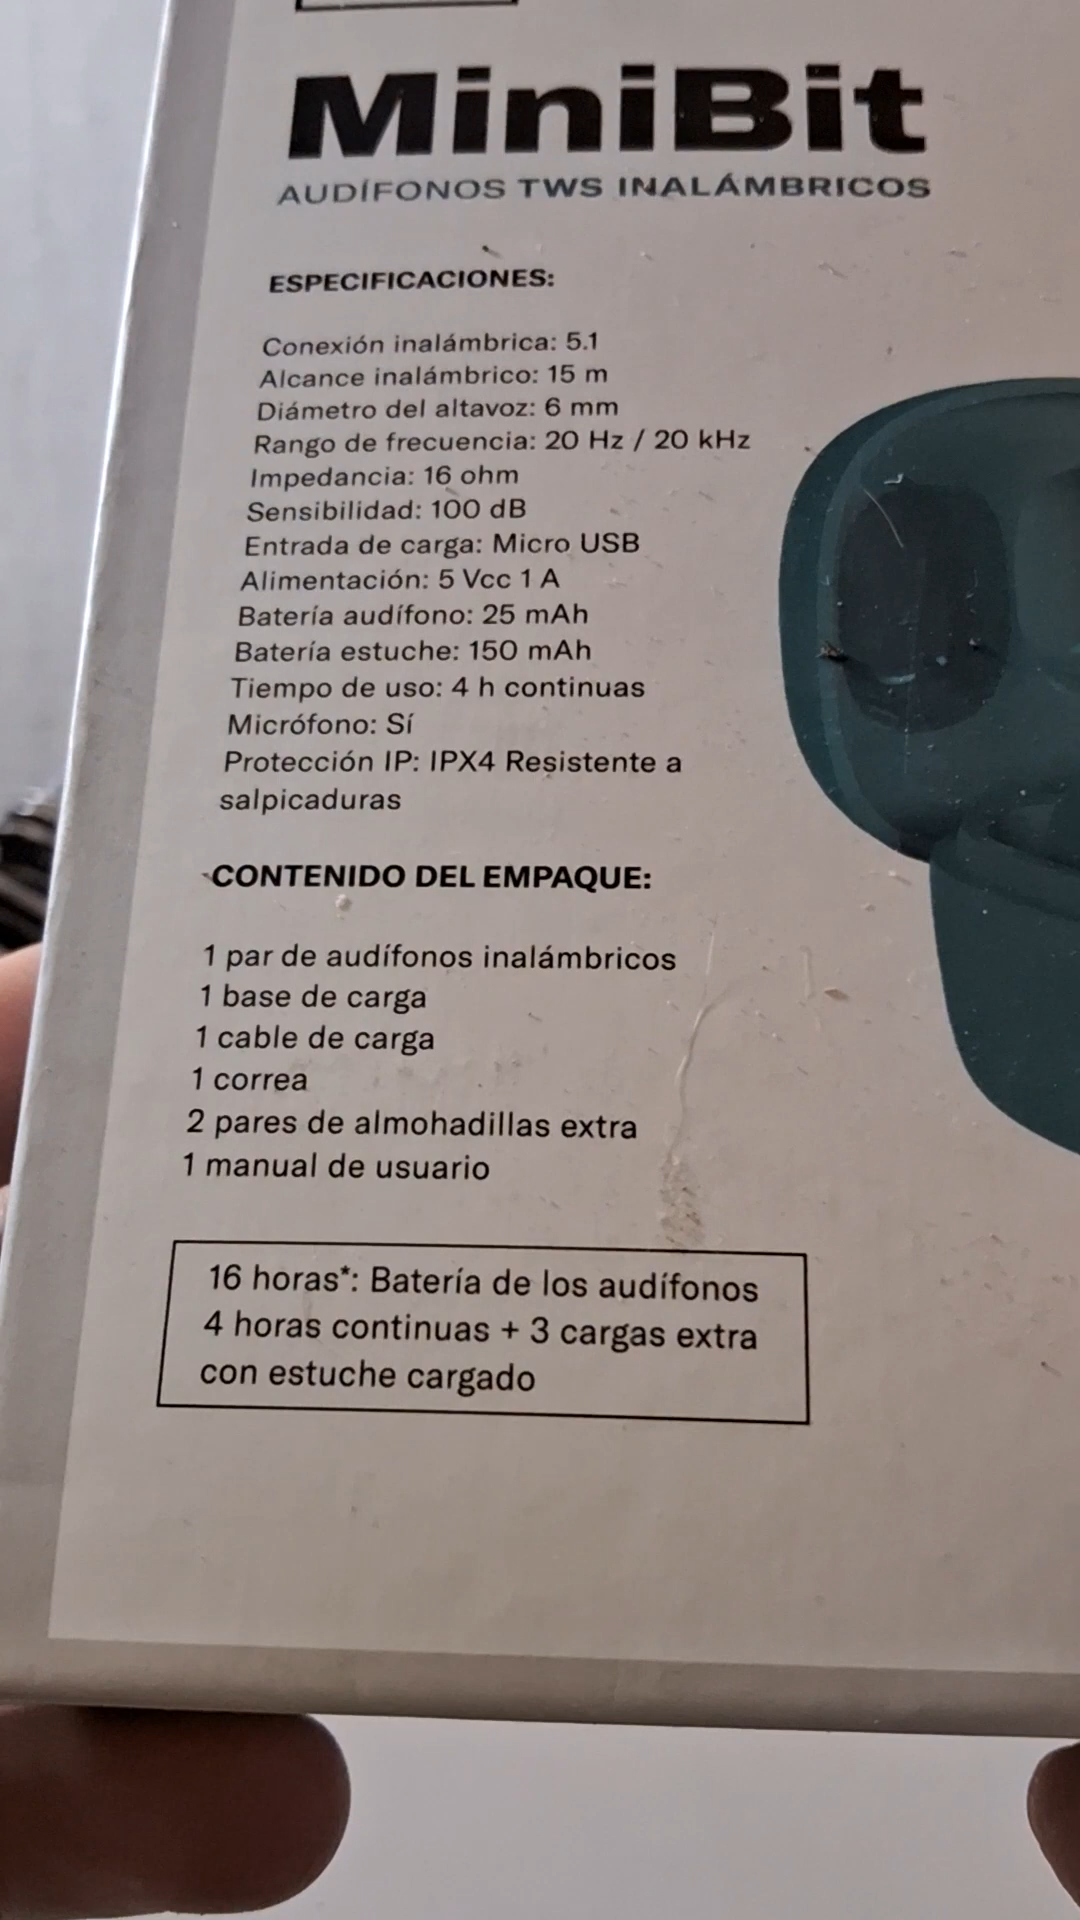 MiniBit
AUDÍFONOS TWS INALÁMBRICOS
ESPECIFICACIONES:
Conexión inalámbrica: 5.1
Alcance inalámbrico: 15 m
Diámetro del altavoz: 6 mm
Rango de frecuencia: 20 Hz / 20 kHz
Impedancia: 16 ohm
Sensibilidad: 100 dB
Entrada de carga: Micro USB
Alimentación: 5 Vcc 1 A
Batería audífono: 25 mAh
Batería estuche: 150 mAh
Tiempo de uso: 4 h continuas
Micrófono: Sí
Protección IP: IPX4 Resistente a
salpicaduras
CONTENIDO DEL EMPAQUE:
1 par de audífonos inalámbricos
1 base de carga
1 cable de carga
1 correa
2 pares de almohadillas extra
1 manual de usuario
16 horas*: Batería de los audífonos
4 horas continuas + 3 cargas extra
con estuche cargado